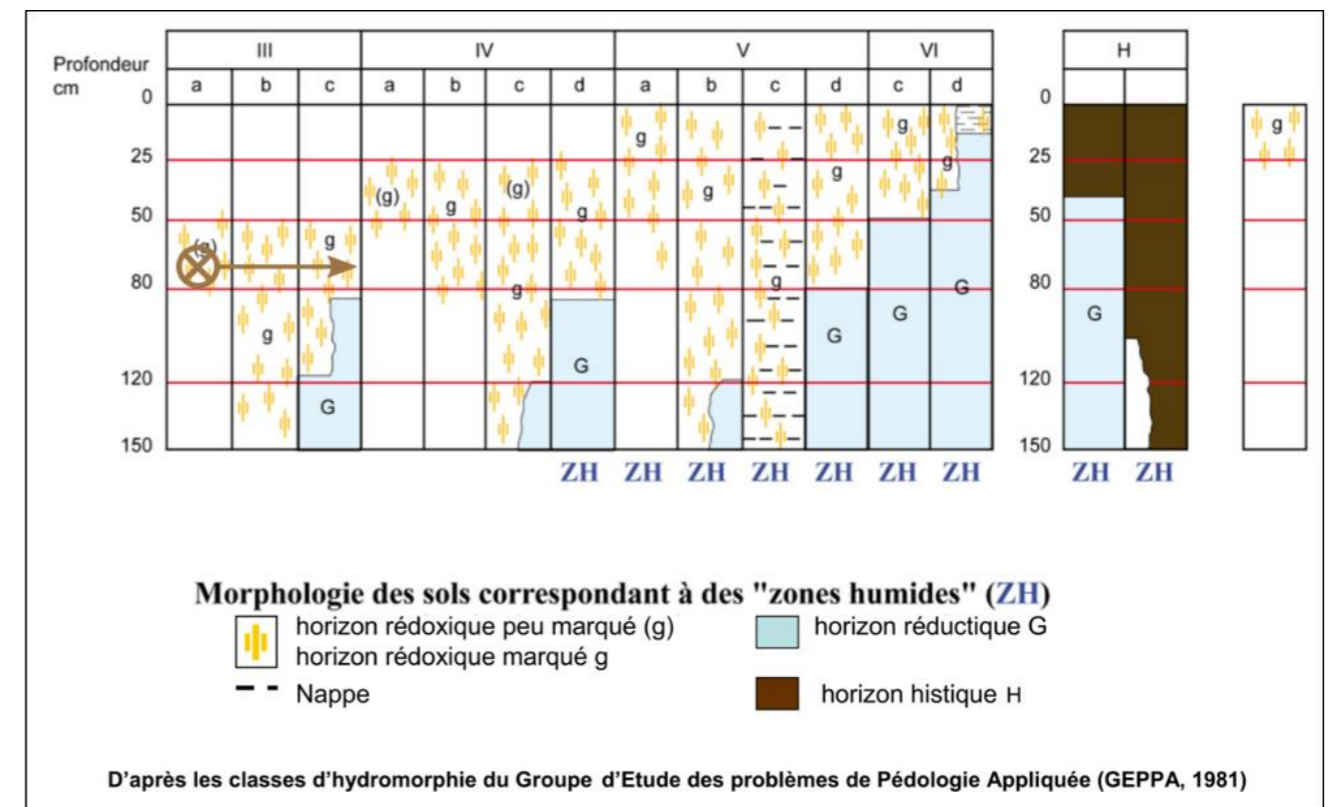 III IV V VI H
Profondeur
cm
a b c a b c d a b c d c d
0 0
g g (g) g
25 25
(g) g (g) g g g g
50 50
(g) g g
80 g g G 80
g G G G G
120 G 120
150 150
ZH ZH ZH ZH ZH ZH ZH ZH ZH
Morphologie des sols correspondant à des "zones humides" (ZH)
horizon rédoxique peu marqué (g)
horizon rédoxique marqué g
horizon réductique G
Nappe
horizon histique H
D'après les classes d'hydromorphie du Groupe d'Etude des problèmes de Pédologie Appliquée (GEPPA, 1981)